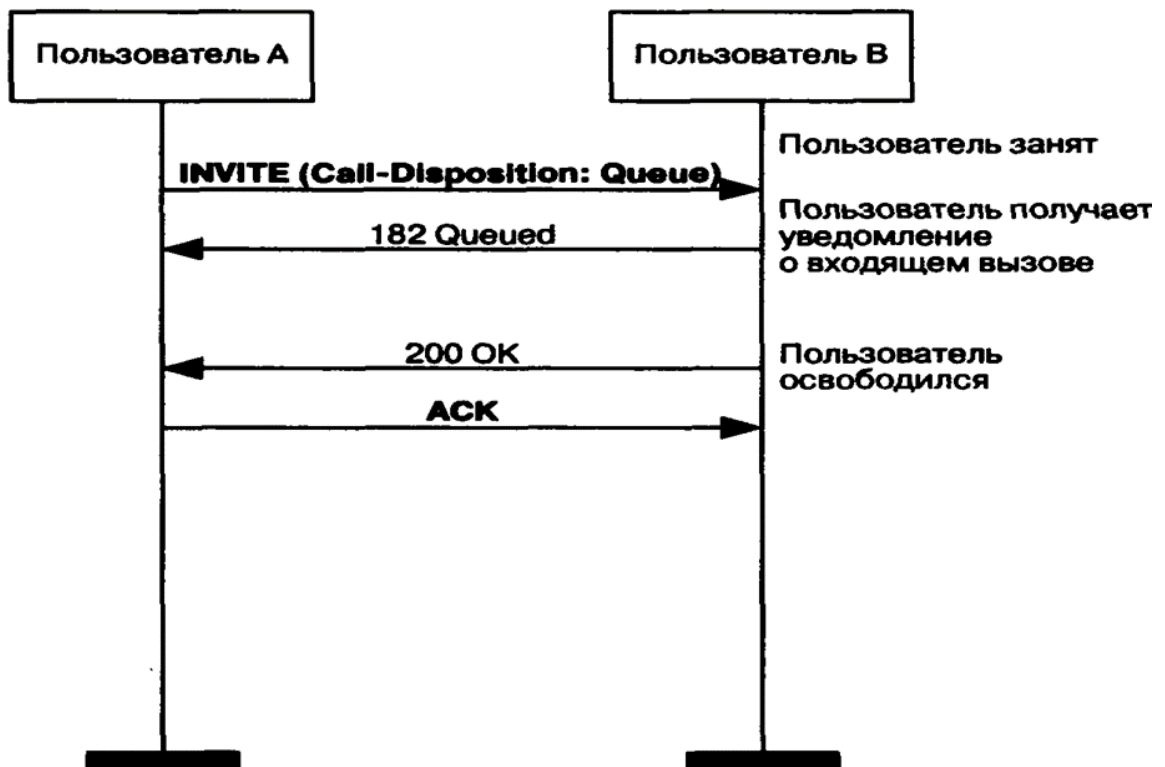 Пользователь А
Пользователь В
Пользователь занят
INVITE (Call-Disposition: Queue)
Пользователь получает
182 Queued
уведомление
о входящем вызове
200 OK
Пользователь
освободился
ACK